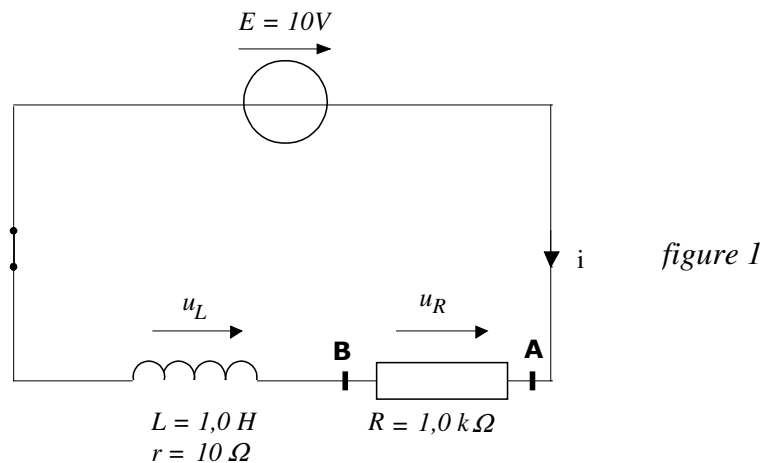 E = 10V
i
figure 1
u_L
u_R
B
A
L = 1,0 H
r = 10 Ω
R = 1,0 kΩ